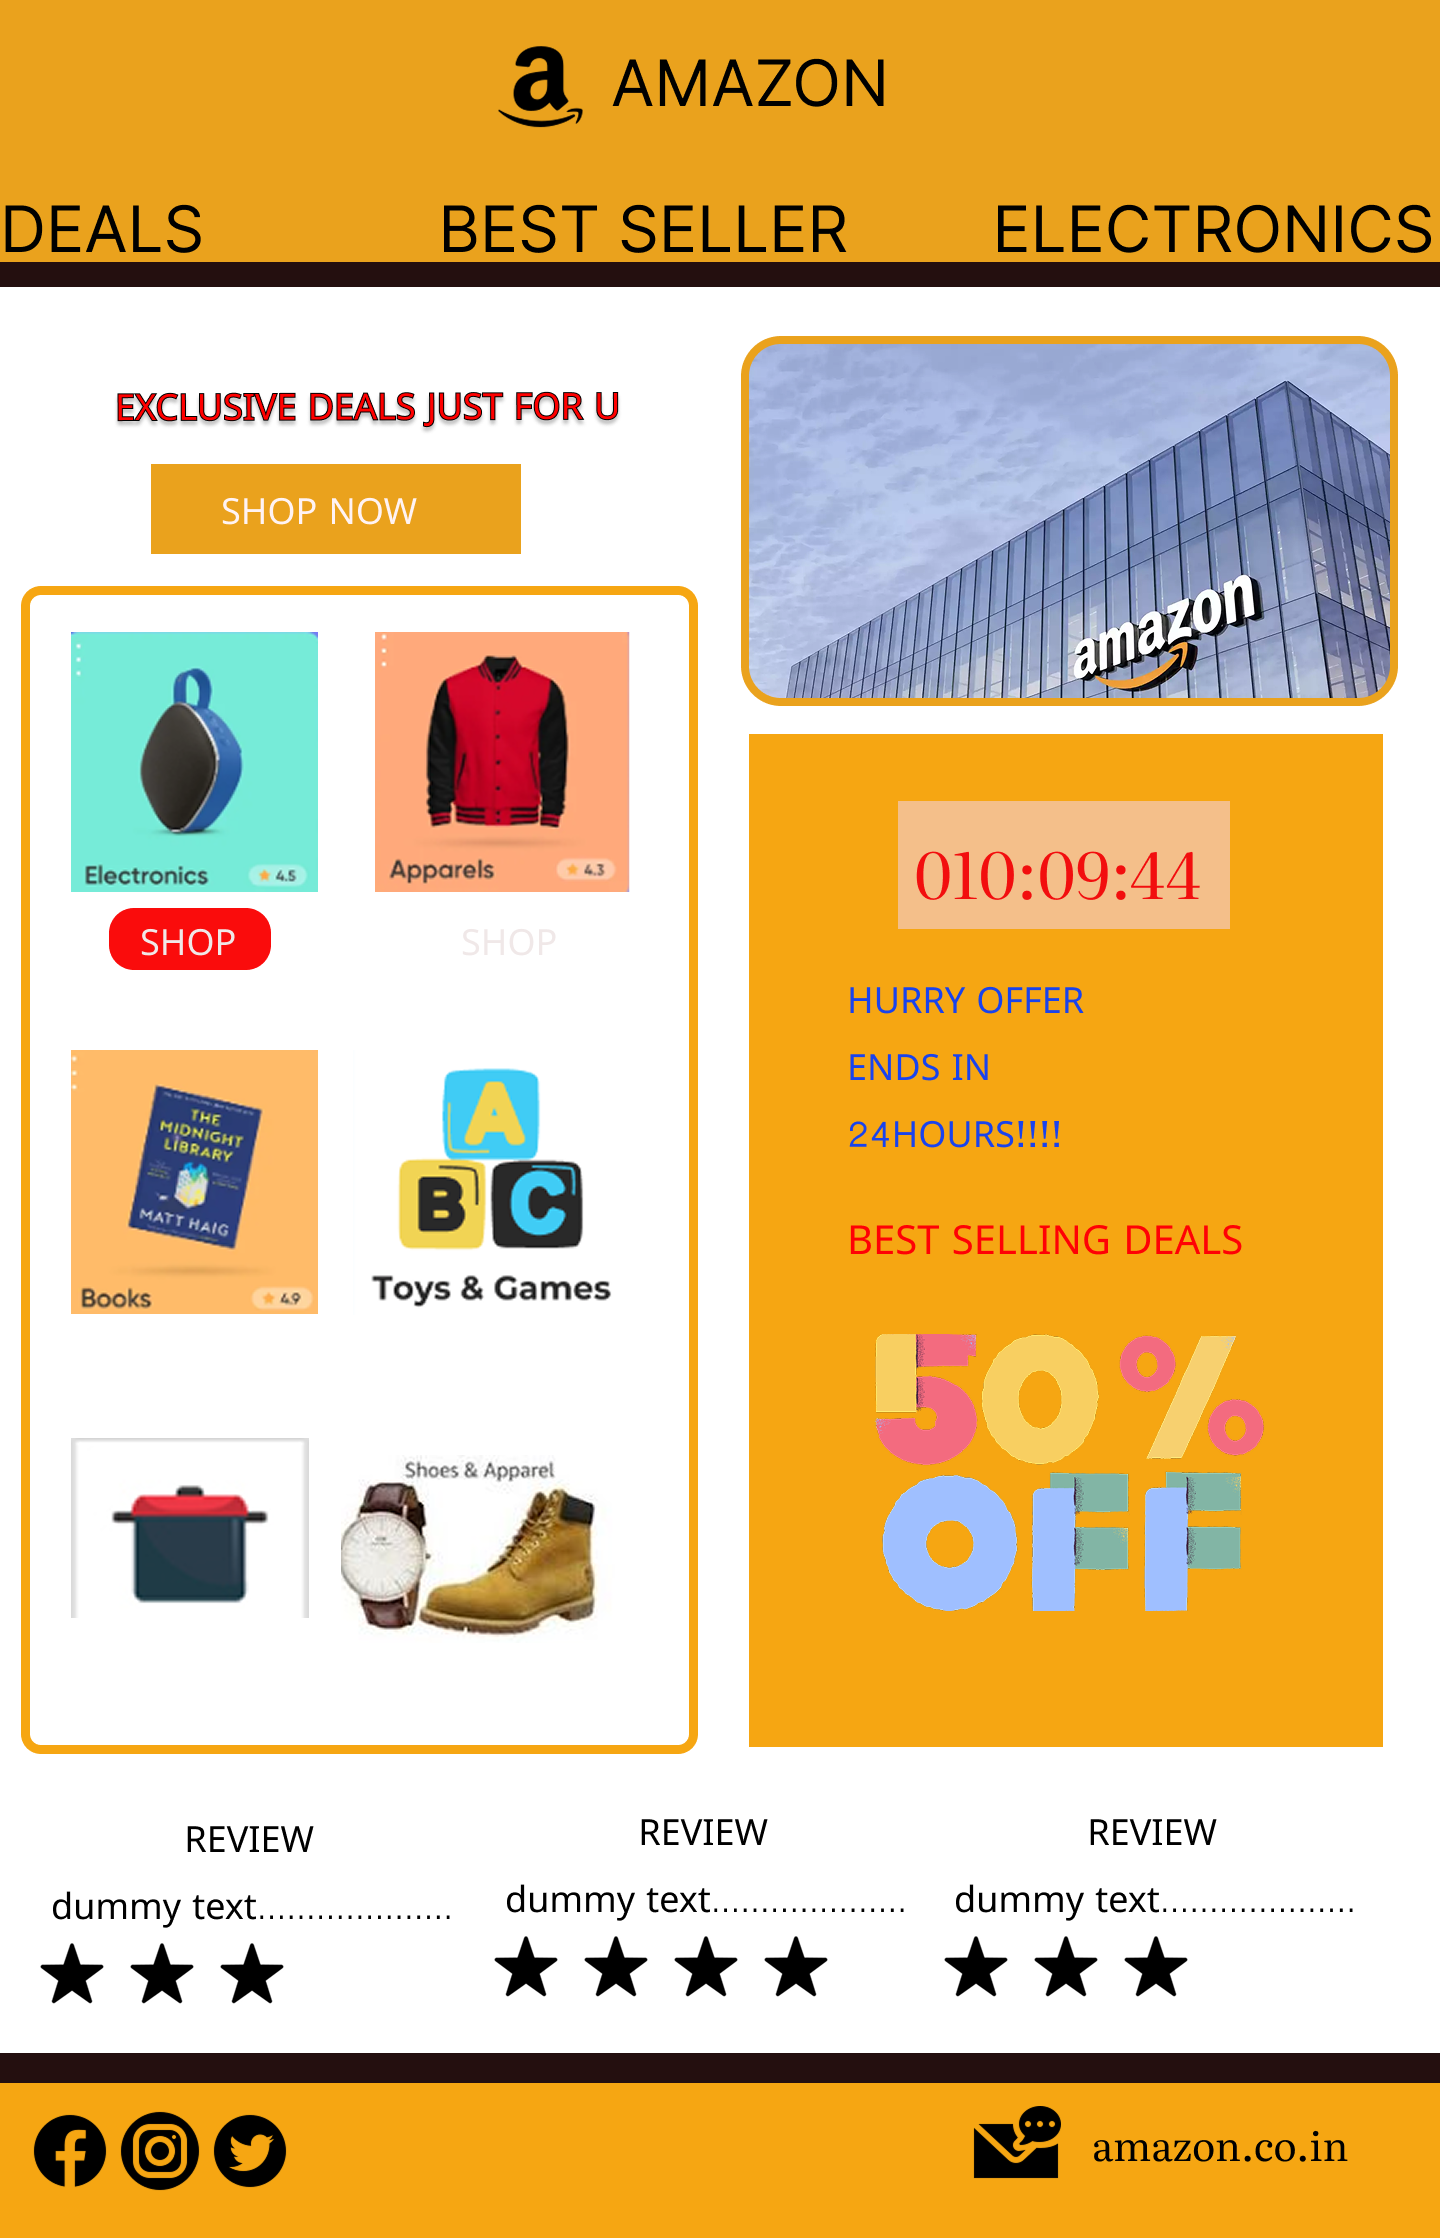 a AMAZON
DEALS BEST SELLER ELECTRONICS
EXCLUSIVE DEALS JUST FOR U
SHOP NOW
amazon
Electronics 4.5
Apparels 4.3
SHOP
SHOP
THE
MIDNIGHT
LIBRARY
MATT HAIG
Books 4.9
A
B C
Toys & Games
Shoes & Apparel
010:09:44
HURRY OFFER
ENDS IN
24HOURS!!!!
BEST SELLING DEALS
50%
OFF
REVIEW
dummy text....................
REVIEW
dummy text....................
REVIEW
dummy text....................
amazon.co.in